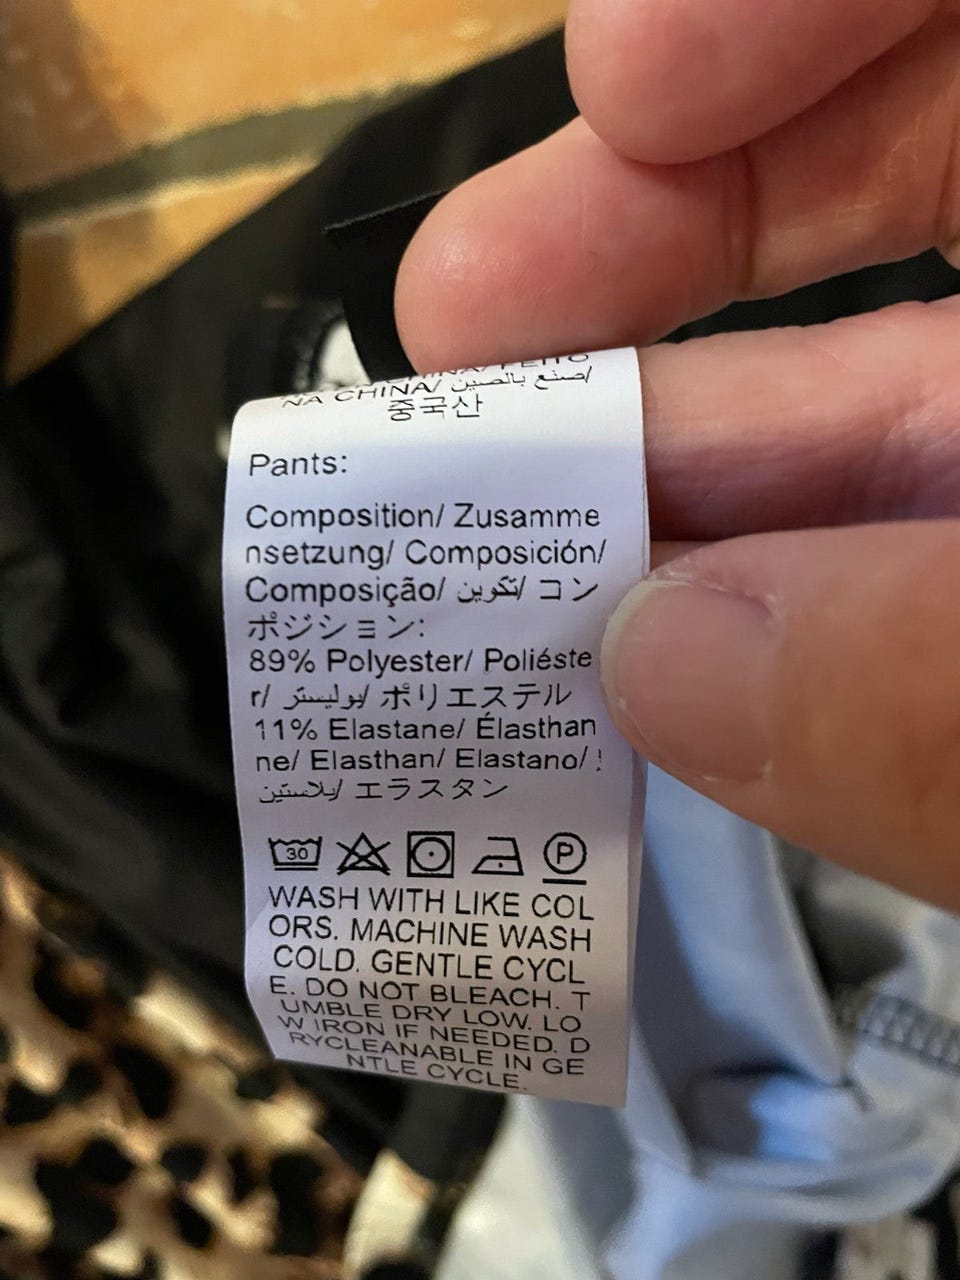 CHINA/ FEITO
NA CHINA/ صنع بالصين/
중국산
Pants:
Composition/ Zusamme
nsetzung/ Composición/
Composição/ تكوين/ コン
ポジション:
89% Polyester/ Poliéste
r/ بوليستر/ ポリエステル
11% Elastane/ Élasthan
ne/ Elasthan/ Elastano/
إيلاستين/ エラスタン
30 P
WASH WITH LIKE COL
ORS. MACHINE WASH
COLD. GENTLE CYCL
E. DO NOT BLEACH. T
UMBLE DRY LOW. LO
W IRON IF NEEDED. D
RYCLEANABLE IN GE
NTLE CYCLE.